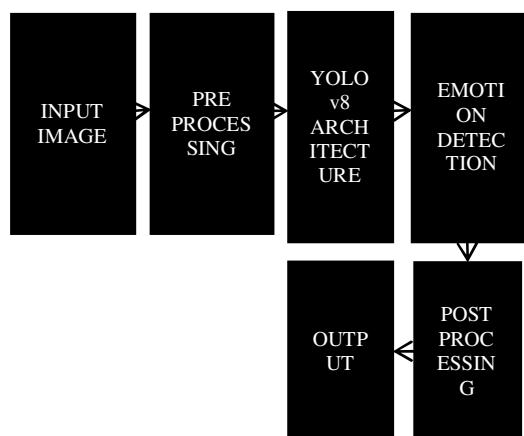 INPUT
IMAGE
PRE
PROCES
SING
YOLO
v8
ARCH
ITECT
URE
EMOTI
ON
DETEC
TION
POST
PROC
ESSIN
G
OUTP
UT